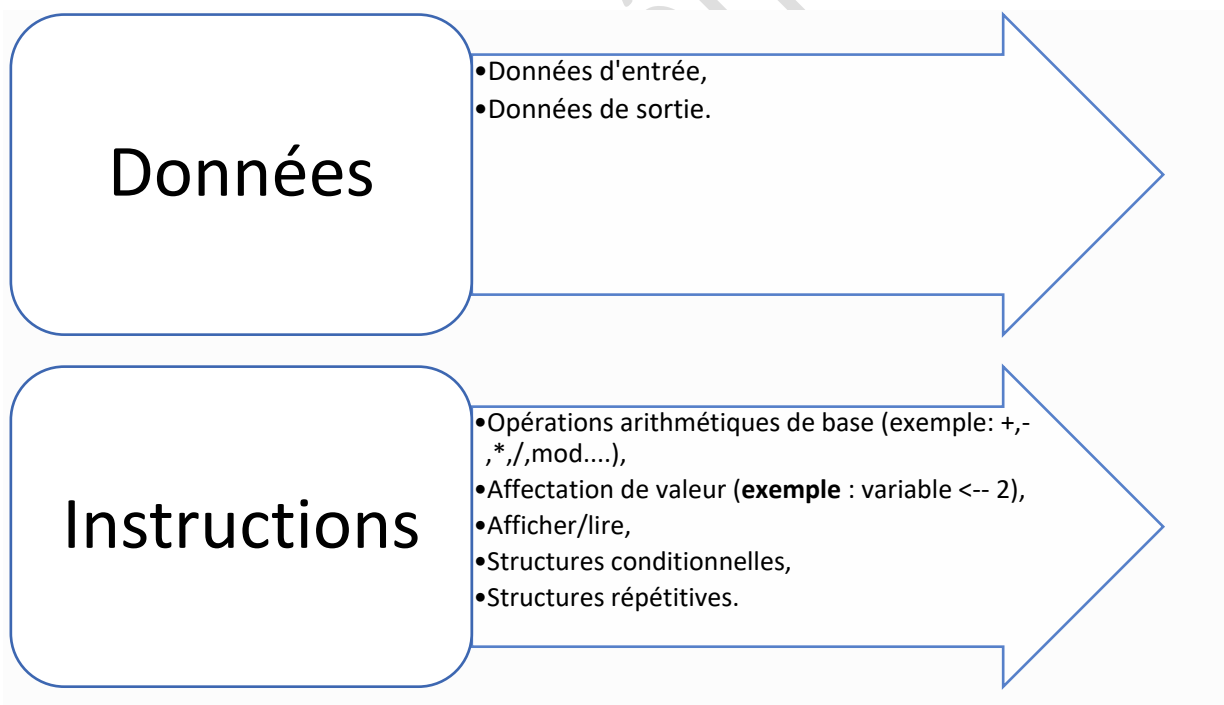 Données
•Données d'entrée,
•Données de sortie.
Instructions
•Opérations arithmétiques de base (exemple: +,-
,*,/,mod....),
•Affectation de valeur (exemple : variable <-- 2),
•Afficher/lire,
•Structures conditionnelles,
•Structures répétitives.